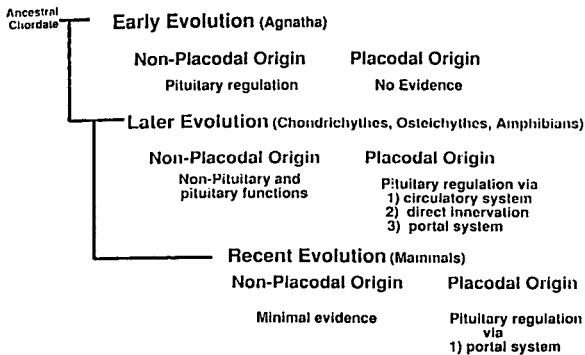 Ancestral
Chordate
Early Evolution (Agnatha)
Non-Placodal Origin Placodal Origin
Pituitary regulation No Evidence
Later Evolution (Chondrichythes, Osteichythes, Amphibians)
Non-Placodal Origin Placodal Origin
Non-Pituitary and
pituitary functions
Pituitary regulation via
1) circulatory system
2) direct innervation
3) portal system
Recent Evolution (Mammals)
Non-Placodal Origin Placodal Origin
Minimal evidence
Pituitary regulation
via
1) portal system